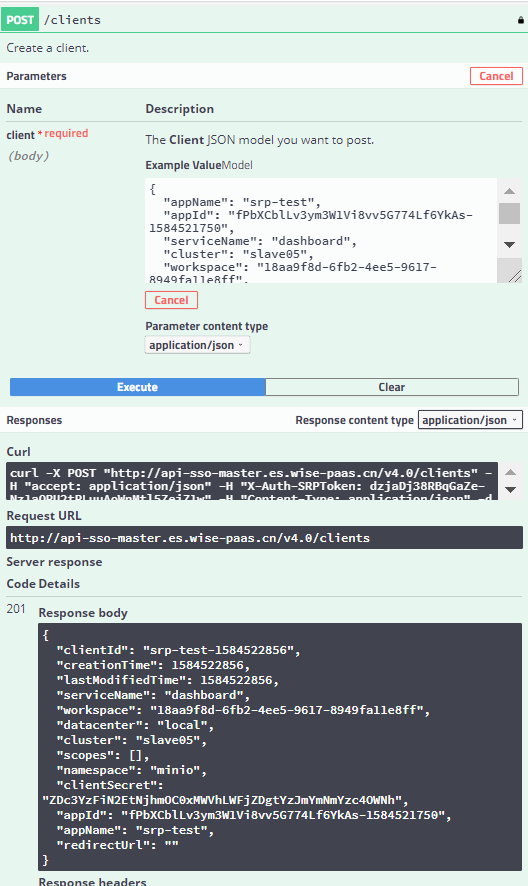 POST /clients
Create a client.
Parameters Cancel
Name Description
client * required
(body)
The Client JSON model you want to post.
Example ValueModel
{
"appName": "srp-test",
"appId": "fPbXCblLv3ym3W1Vi8vv5G774Lf6YkAs-
1584521750",
"serviceName": "dashboard",
"cluster": "slave05",
"workspace": "18aa9f8d-6fb2-4ee5-9617-
8949fa11e8ff",
Cancel
Parameter content type
application/json
Execute Clear
Responses Response content type application/json
Curl
curl -X POST "http://api-sso-master.es.wise-paas.cn/v4.0/clients" -
H "accept: application/json" -H "X-Auth-SRPToken: dzjaDj38RBqGaZe-
-H "Content-Type: application/json" -d
Request URL
http://api-sso-master.es.wise-paas.cn/v4.0/clients
Server response
Code Details
201 Response body
{
"clientId": "srp-test-1584522856",
"creationTime": 1584522856,
"lastModifiedTime": 1584522856,
"serviceName": "dashboard",
"workspace": "18aa9f8d-6fb2-4ee5-9617-8949fa11e8ff",
"datacenter": "local",
"cluster": "slave05",
"scopes": [],
"namespace": "minio",
"clientSecret":
"ZDc3YzFiN2EtNjhmOC0xMWVhLWFjZDgtYzJmYmNmYzc4OWNh",
"appId": "fPbXCblLv3ym3W1Vi8vv5G774Lf6YkAs-1584521750",
"appName": "srp-test",
"redirectUrl": ""
}
Response headers